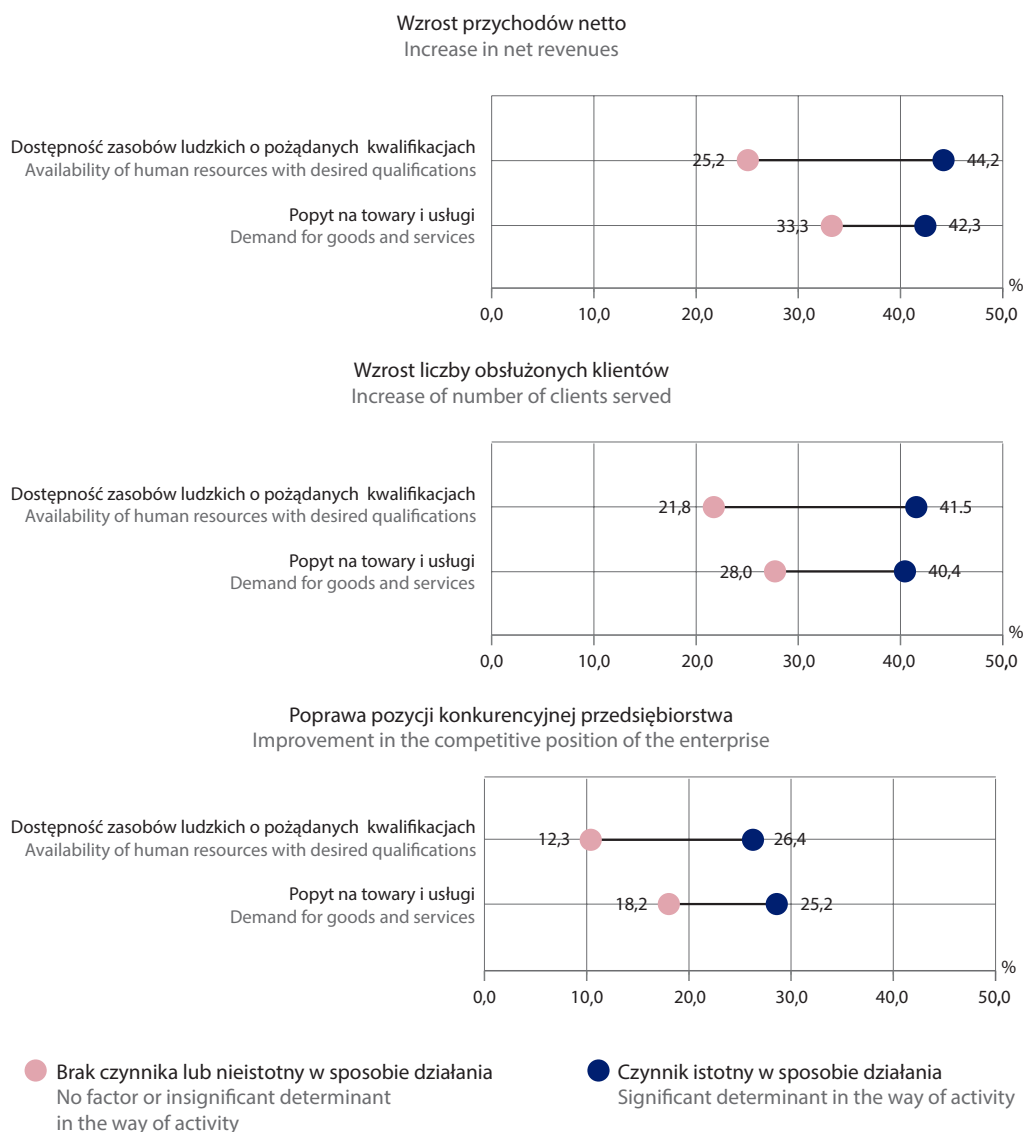 Wzrost przychodów netto
Increase in net revenues
Dostępność zasobów ludzkich o pożądanych kwalifikacjach
Availability of human resources with desired qualifications
25,2
44,2
Popyt na towary i usługi
Demand for goods and services
33,3
42,3
%
0,0 10,0 20,0 30,0 40,0 50,0
Wzrost liczby obsłużonych klientów
Increase of number of clients served
Dostępność zasobów ludzkich o pożądanych kwalifikacjach
Availability of human resources with desired qualifications
21,8
41.5
Popyt na towary i usługi
Demand for goods and services
28,0
40,4
%
0,0 10,0 20,0 30,0 40,0 50,0
Poprawa pozycji konkurencyjnej przedsiębiorstwa
Improvement in the competitive position of the enterprise
Dostępność zasobów ludzkich o pożądanych kwalifikacjach
Availability of human resources with desired qualifications
12,3
26,4
Popyt na towary i usługi
Demand for goods and services
18,2
25,2
%
0,0 10,0 20,0 30,0 40,0 50,0
Brak czynnika lub nieistotny w sposobie działania
No factor or insignificant determinant
in the way of activity
Czynnik istotny w sposobie działania
Significant determinant in the way of activity